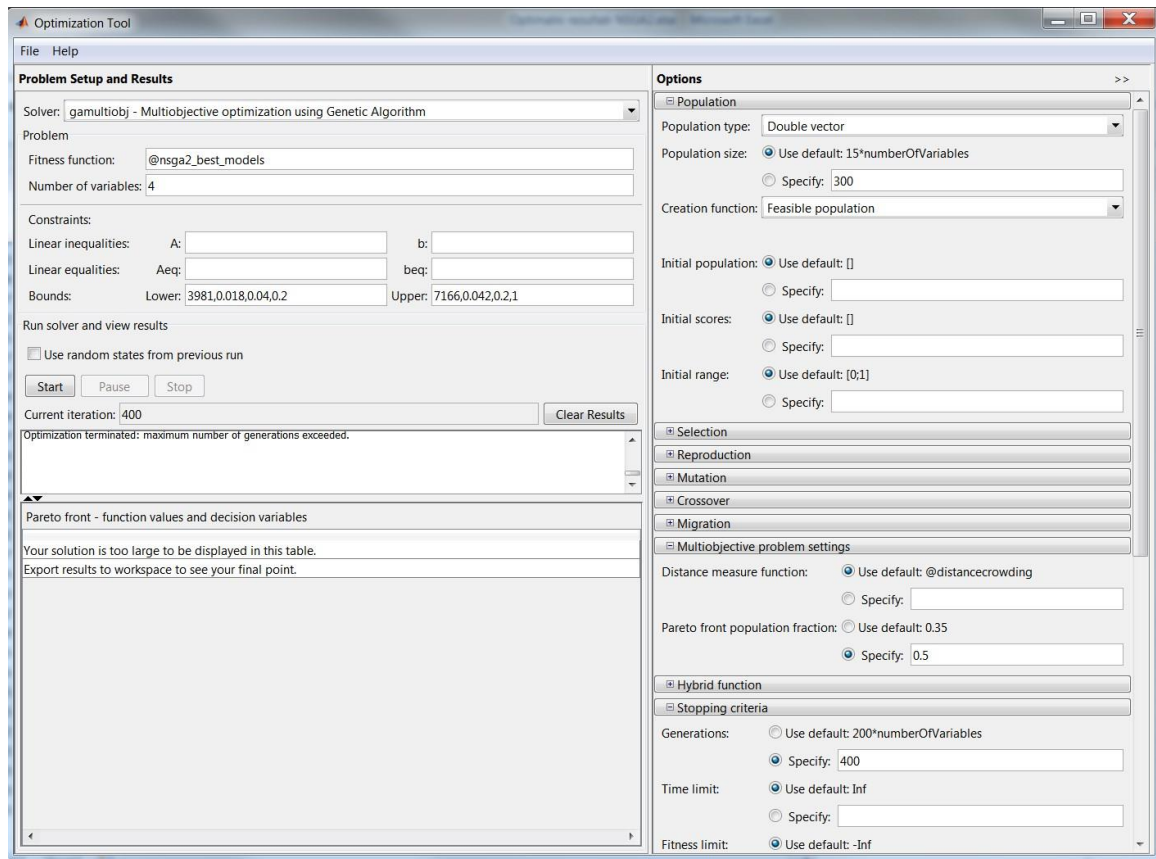 Optimization Tool
File Help
Problem Setup and Results
Solver: gamultiobj - Multiobjective optimization using Genetic Algorithm
Problem
Fitness function: @nsga2_best_models
Number of variables: 4
Constraints:
Linear inequalities: A: b:
Linear equalities: Aeq: beq:
Bounds: Lower: 3981,0.018,0.04,0.2 Upper: 7166,0.042,0.2,1
Run solver and view results
Use random states from previous run
Start Pause Stop
Current iteration: 400 Clear Results
Optimization terminated: maximum number of generations exceeded.
Pareto front - function values and decision variables
Your solution is too large to be displayed in this table.
Export results to workspace to see your final point.
Options >>
Population
Population type: Double vector
Population size: Use default: 15*numberOfVariables
Specify: 300
Creation function: Feasible population
Initial population: Use default: []
Specify:
Initial scores: Use default: []
Specify:
Initial range: Use default: [0;1]
Specify:
Selection
Reproduction
Mutation
Crossover
Migration
Multiobjective problem settings
Distance measure function: Use default: @distancecrowding
Specify:
Pareto front population fraction: Use default: 0.35
Specify: 0.5
Hybrid function
Stopping criteria
Generations: Use default: 200*numberOfVariables
Specify: 400
Time limit: Use default: Inf
Specify:
Fitness limit: Use default: -Inf